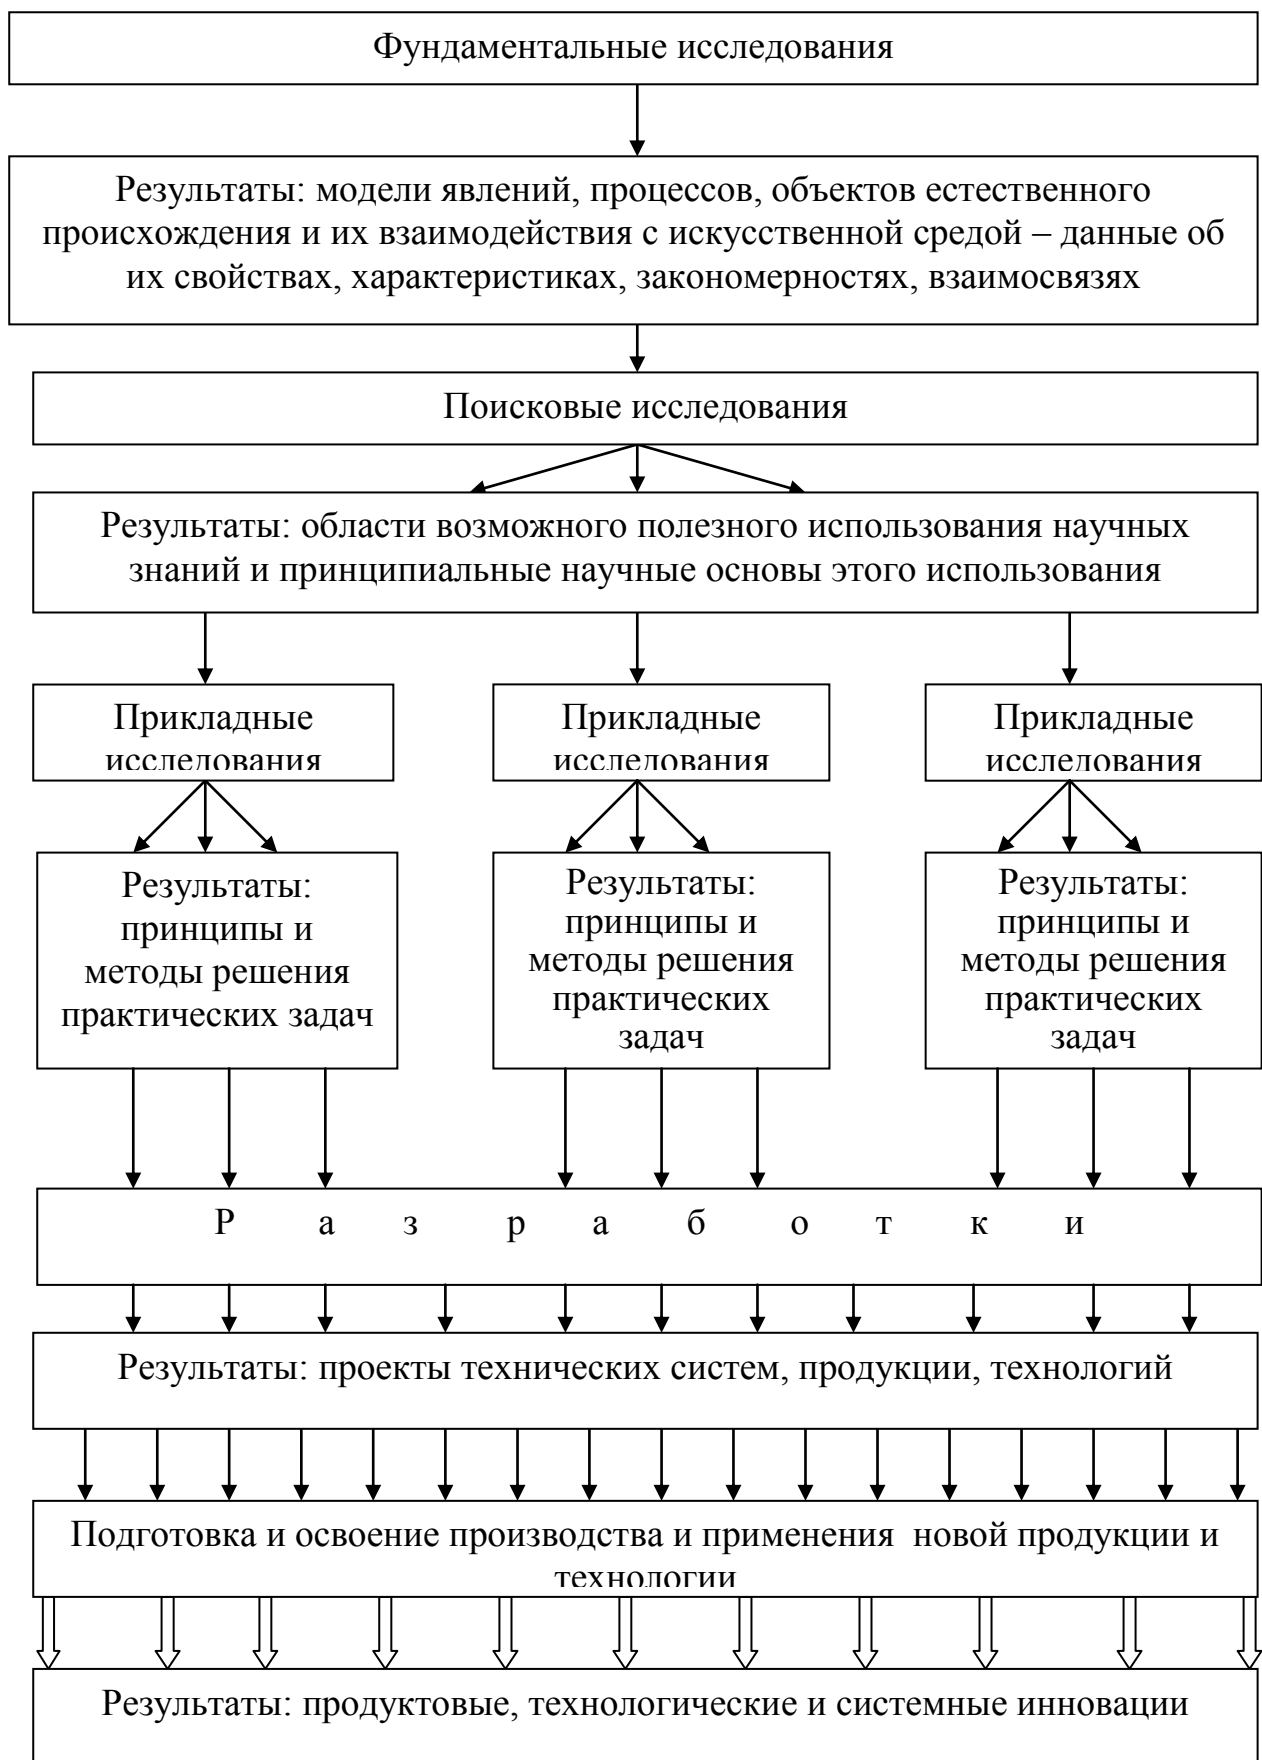 Фундаментальные исследования
Результаты: модели явлений, процессов, объектов естественного
происхождения и их взаимодействия с искусственной средой – данные об
их свойствах, характеристиках, закономерностях, взаимосвязях
Поисковые исследования
Результаты: области возможного полезного использования научных
знаний и принципиальные научные основы этого использования
Прикладные
исследования
Прикладные
исследования
Прикладные
исследования
Результаты:
принципы и
методы решения
практических задач
Результаты:
принципы и
методы решения
практических
задач
Результаты:
принципы и
методы решения
практических
задач
Р а з р а б о т к и
Результаты: проекты технических систем, продукции, технологий
Подготовка и освоение производства и применения новой продукции и
технологии
Результаты: продуктовые, технологические и системные инновации